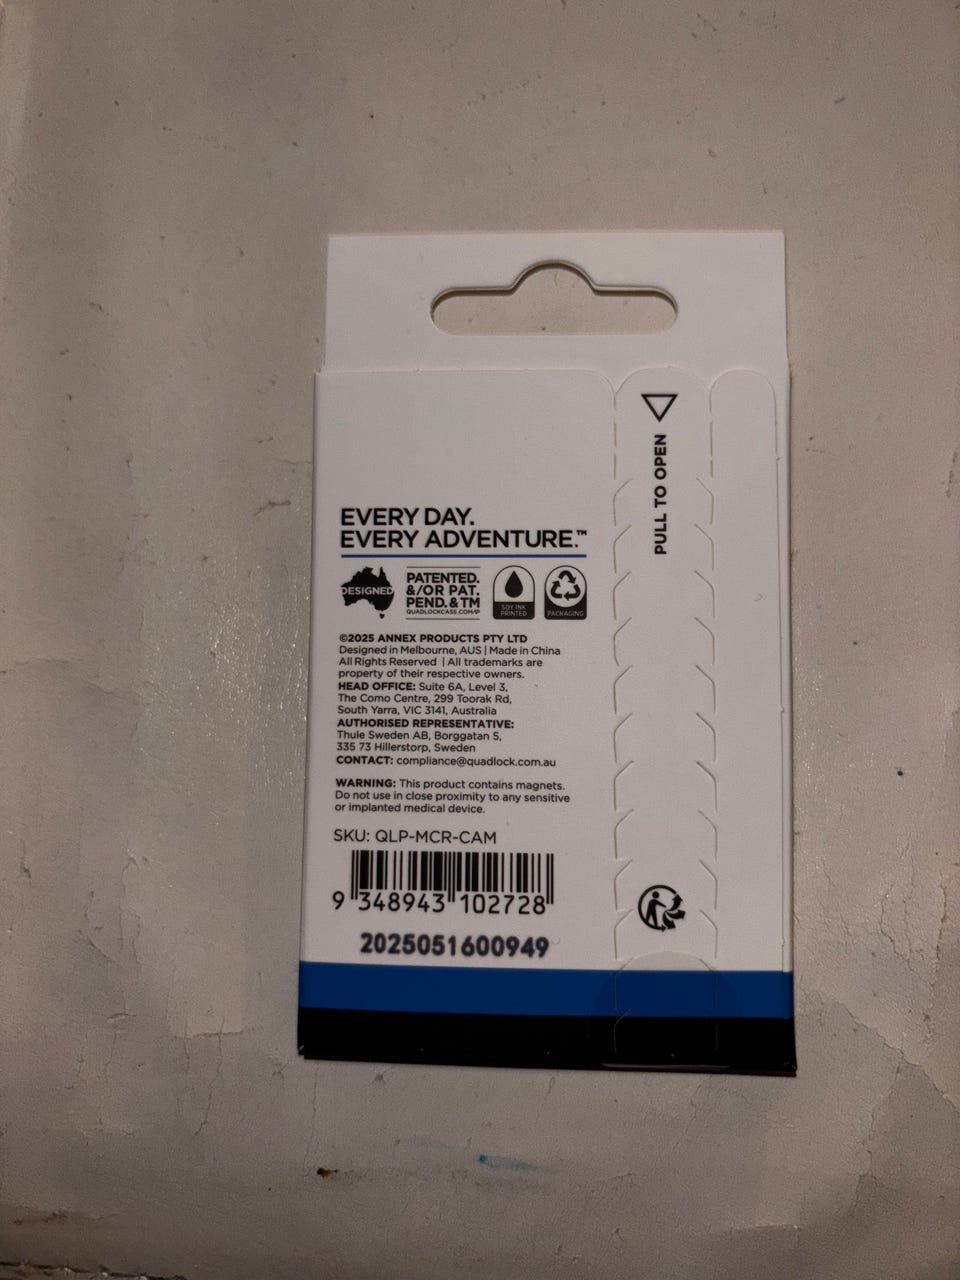 PULL TO OPEN
EVERY DAY.
EVERY ADVENTURE.™
DESIGNED
PATENTED.
&/OR PAT.
PEND. & TM
QUADLOCKCASE.COM/IP
SOY INK
PRINTED
PACKAGING
©2025 ANNEX PRODUCTS PTY LTD
Designed in Melbourne, AUS | Made in China
All Rights Reserved | All trademarks are
property of their respective owners.
HEAD OFFICE: Suite 6A, Level 3,
The Como Centre, 299 Toorak Rd,
South Yarra, VIC 3141, Australia
AUTHORISED REPRESENTATIVE:
Thule Sweden AB, Borggatan 5,
335 73 Hillerstorp, Sweden
CONTACT: compliance@quadlock.com.au
WARNING: This product contains magnets.
Do not use in close proximity to any sensitive
or implanted medical device.
SKU: QLP-MCR-CAM
9 348943 102728
2025051600949